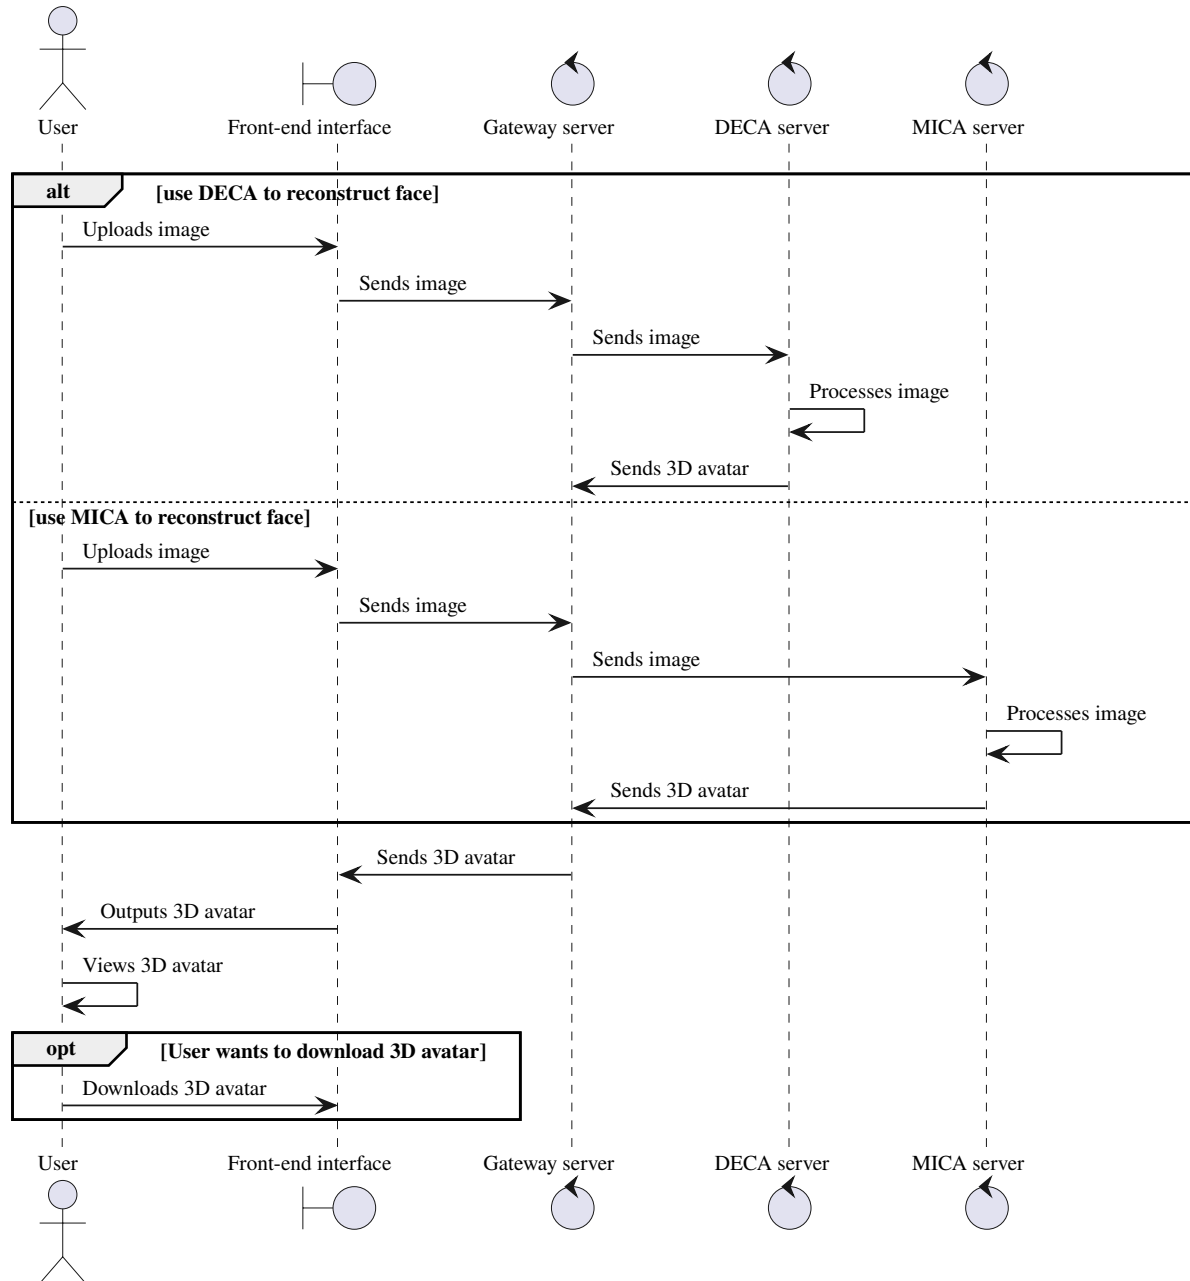 User
Front-end interface
Gateway server
DECA server
MICA server
alt
[use DECA to reconstruct face]
Uploads image
Sends image
Sends image
Processes image
Sends 3D avatar
[use MICA to reconstruct face]
Uploads image
Sends image
Sends image
Processes image
Sends 3D avatar
Sends 3D avatar
Outputs 3D avatar
Views 3D avatar
opt
[User wants to download 3D avatar]
Downloads 3D avatar
User
Front-end interface
Gateway server
DECA server
MICA server